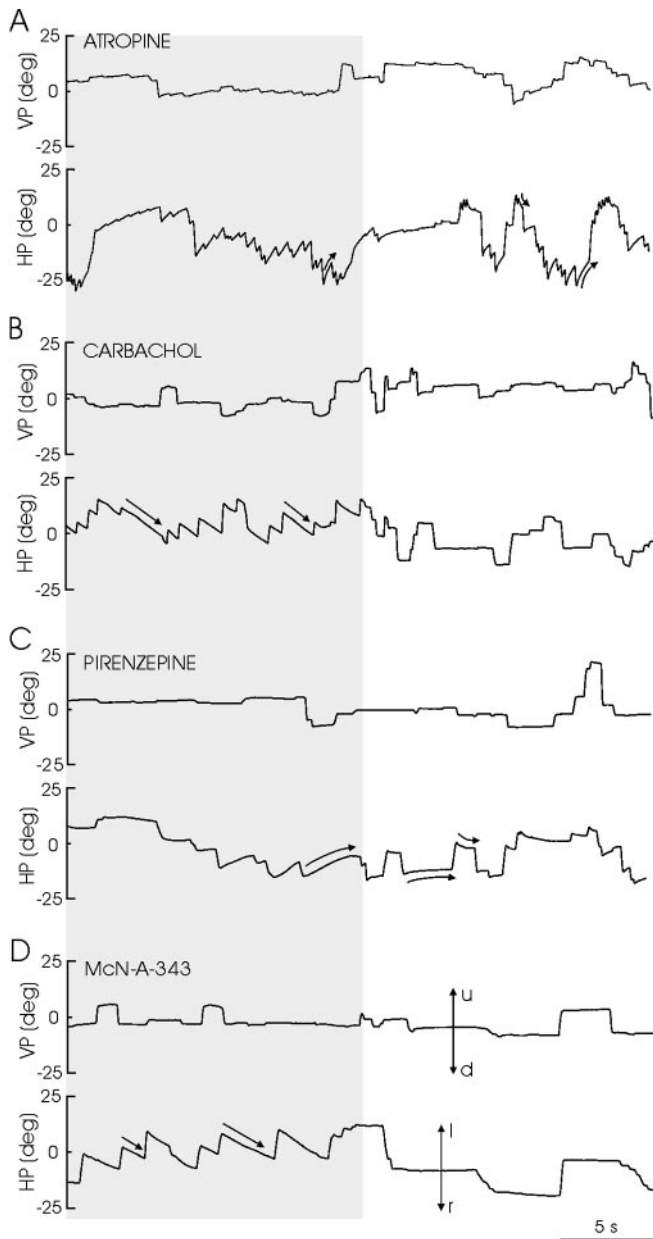 A
ATROPINE
25
0
-25
VP (deg)
25
0
-25
HP (deg)
B
CARBACHOL
25
0
-25
VP (deg)
25
0
-25
HP (deg)
C
PIRENZEPINE
25
0
-25
VP (deg)
25
0
-25
HP (deg)
D
McN-A-343
25
0
-25
VP (deg)
u
d
25
0
-25
HP (deg)
l
r
5 s